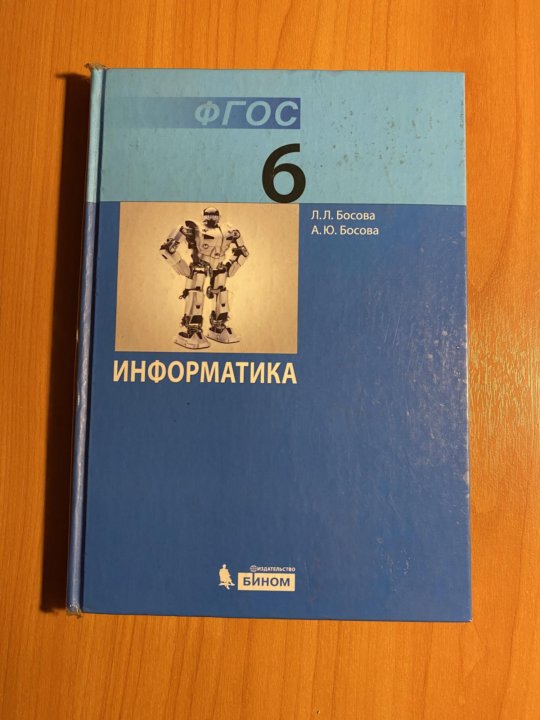 ФГОС
6
Л.Л. Босова
А.Ю. Босова
ИНФОРМАТИКА
ИЗДАТЕЛЬСТВО
БИНОМ